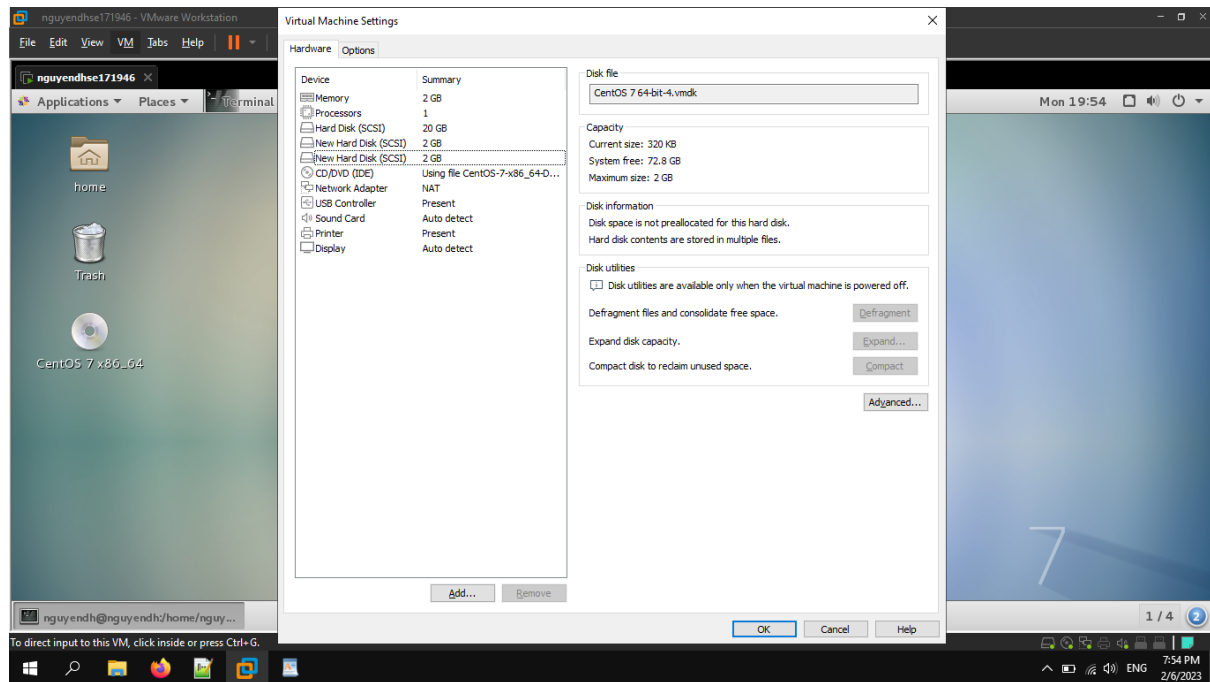 nguyendhse171946 - VMware Workstation
File Edit View VM Tabs Help
nguyendhse171946
Applications Places Terminal
Mon 19:54
home
Trash
CentOS 7 x86_64
Virtual Machine Settings
Hardware Options
Device Summary
Memory 2 GB
Processors 1
Hard Disk (SCSI) 20 GB
New Hard Disk (SCSI) 2 GB
New Hard Disk (SCSI) 2 GB
CD/DVD (IDE) Using file CentOS-7-x86_64-D...
Network Adapter NAT
USB Controller Present
Sound Card Auto detect
Printer Present
Display Auto detect
Add... Remove
Disk file
CentOS 7 64-bit-4.vmdk
Capacity
Current size: 320 KB
System free: 72.8 GB
Maximum size: 2 GB
Disk information
Disk space is not preallocated for this hard disk.
Hard disk contents are stored in multiple files.
Disk utilities
Disk utilities are available only when the virtual machine is powered off.
Defragment files and consolidate free space. Defragment
Expand disk capacity. Expand...
Compact disk to reclaim unused space. Compact
Advanced...
OK Cancel Help
7
nguyendh@nguyendh:/home/nguy...
1 / 4 2
To direct input to this VM, click inside or press Ctrl+G.
ENG 7:54 PM
2/6/2023